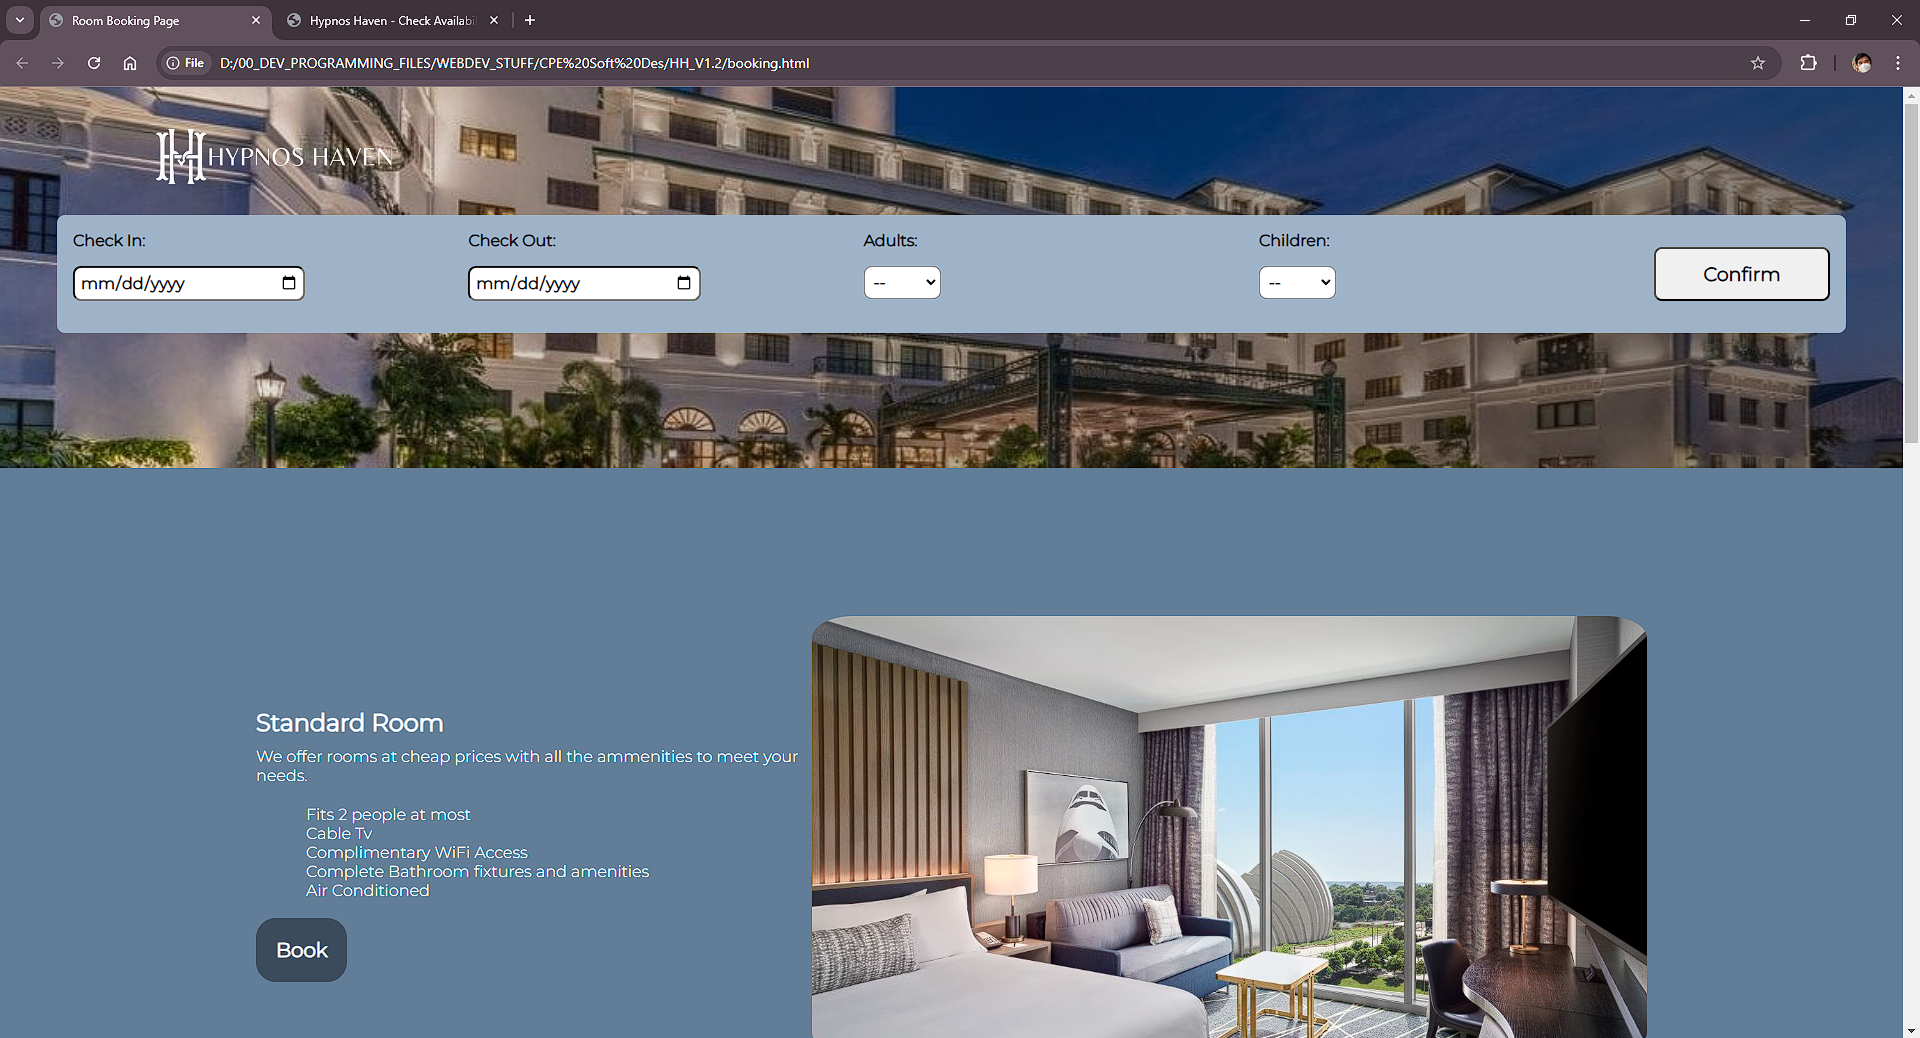 Room Booking Page
Hypnos Haven - Check Availabi
File
D:/00_DEV_PROGRAMMING_FILES/WEBDEV_STUFF/CPE%20Soft%20Des/HH_V1.2/booking.html
HYPNOS HAVEN
Check In:
Check Out:
Adults:
Children:
mm/dd/yyyy
mm/dd/yyyy
--
--
Confirm
Standard Room
We offer rooms at cheap prices with all the ammenities to meet your
needs.
Fits 2 people at most
Cable Tv
Complimentary WiFi Access
Complete Bathroom fixtures and amenities
Air Conditioned
Book